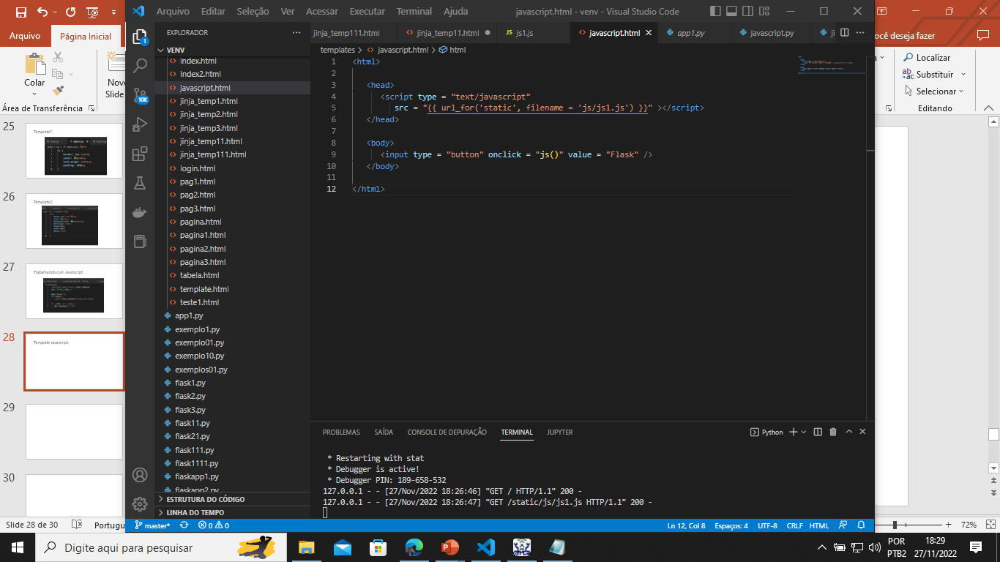 Arquivo Editar Seleção Ver Acessar Executar Terminal Ajuda javascript.html - venv - Visual Studio Code
Arquivo Página Inicial
ocê deseja fazer
Colar
Novo
Slide
Área de Transferência
Localizar
Substituir
Selecionar
Editando
25
Template1:
26
Template2:
27
Trabalhando com JavaScript:
28
Template Javascript:
29
30
Slide 28 de 30 Portugu
1
10K
EXPLORADOR
VENV
index.html
Index2.html
javascript.html
jinja_temp1.html
jinja_temp2.html
jinja_temp3.html
jinja_temp11.html
jinja_temp111.html
login.html
pag1.html
pag2.html
pag3.html
pagina.html
pagina1.html
pagina2.html
pagina3.html
tabela.html
template.html
teste1.html
app1.py
exemplo1.py
exemplo01.py
exemplo10.py
exemplos01.py
flask1.py
flask2.py
flask3.py
flask11.py
flask21.py
flask111.py
flask1111.py
flaskapp1.py
flaskapp2.py
ESTRUTURA DO CÓDIGO
LINHA DO TEMPO
jinja_temp111.html jinja_temp11.html js1.js javascript.html app1.py javascript.py ji
templates > javascript.html > html
1 <html>
2
3 <head>
4 <script type = "text/javascript"
5 src = "{{ url_for('static', filename = 'js/js1.js') }}" ></script>
6 </head>
7
8 <body>
9 <input type = "button" onclick = "js()" value = "Flask" />
10 </body>
11
12 </html>
PROBLEMAS SAÍDA CONSOLE DE DEPURAÇÃO TERMINAL JUPYTER Python
* Restarting with stat
* Debugger is active!
* Debugger PIN: 189-658-532
127.0.0.1 - - [27/Nov/2022 18:26:46] "GET / HTTP/1.1" 200 -
127.0.0.1 - - [27/Nov/2022 18:26:47] "GET /static/js/js1.js HTTP/1.1" 200 -
master* 0 0 Ln 12, Col 8 Espaços: 4 UTF-8 CRLF HTML
72%
Digite aqui para pesquisar
POR
PTB2
18:29
27/11/2022